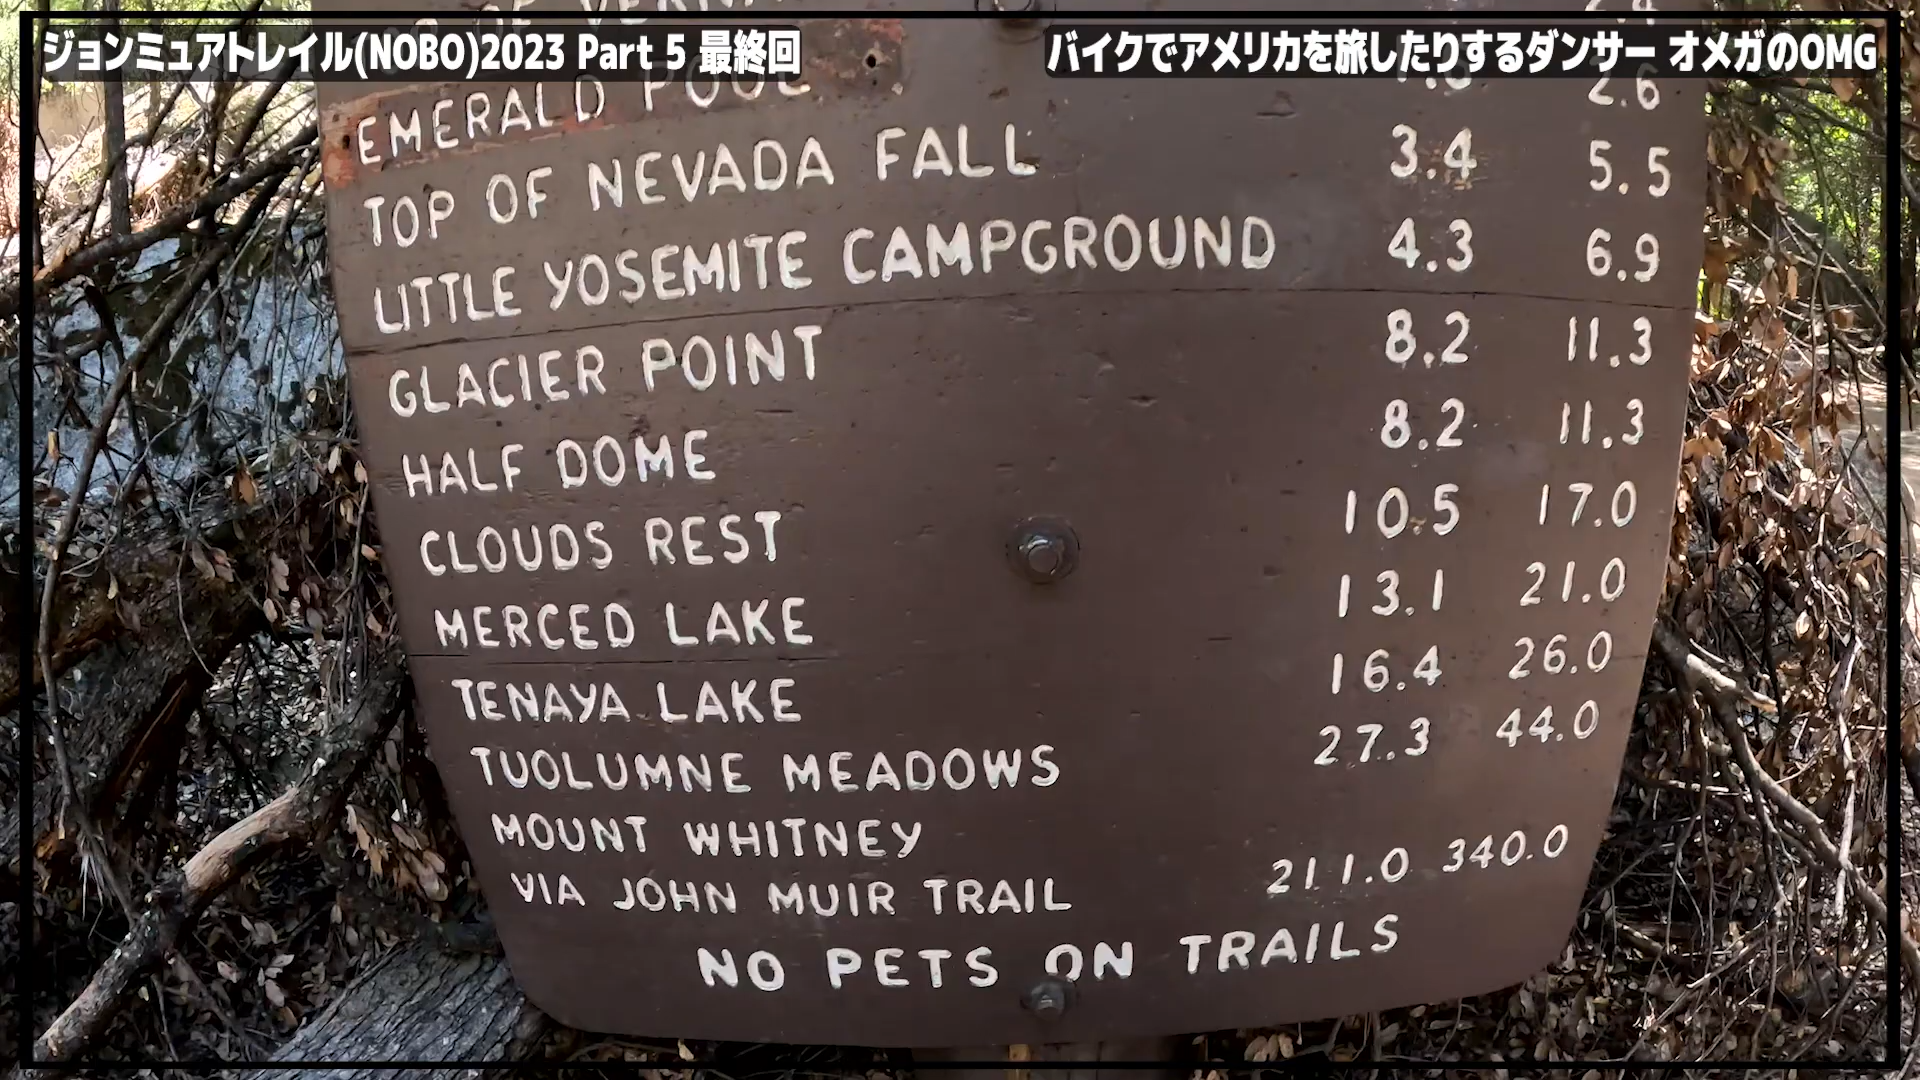 ジョンミュアトレイル(NOBO)2023 Part 5 最終回
バイクでアメリカを旅したりするダンサー オメガのOMG
EMERALD POOL 2.6
TOP OF NEVADA FALL 3.4 5.5
LITTLE YOSEMITE CAMPGROUND 4.3 6.9
GLACIER POINT 8.2 11.3
HALF DOME 8.2 11.3
CLOUDS REST 10.5 17.0
MERCED LAKE 13.1 21.0
TENAYA LAKE 16.4 26.0
TUOLUMNE MEADOWS 27.3 44.0
MOUNT WHITNEY
VIA JOHN MUIR TRAIL 211.0 340.0
NO PETS ON TRAILS